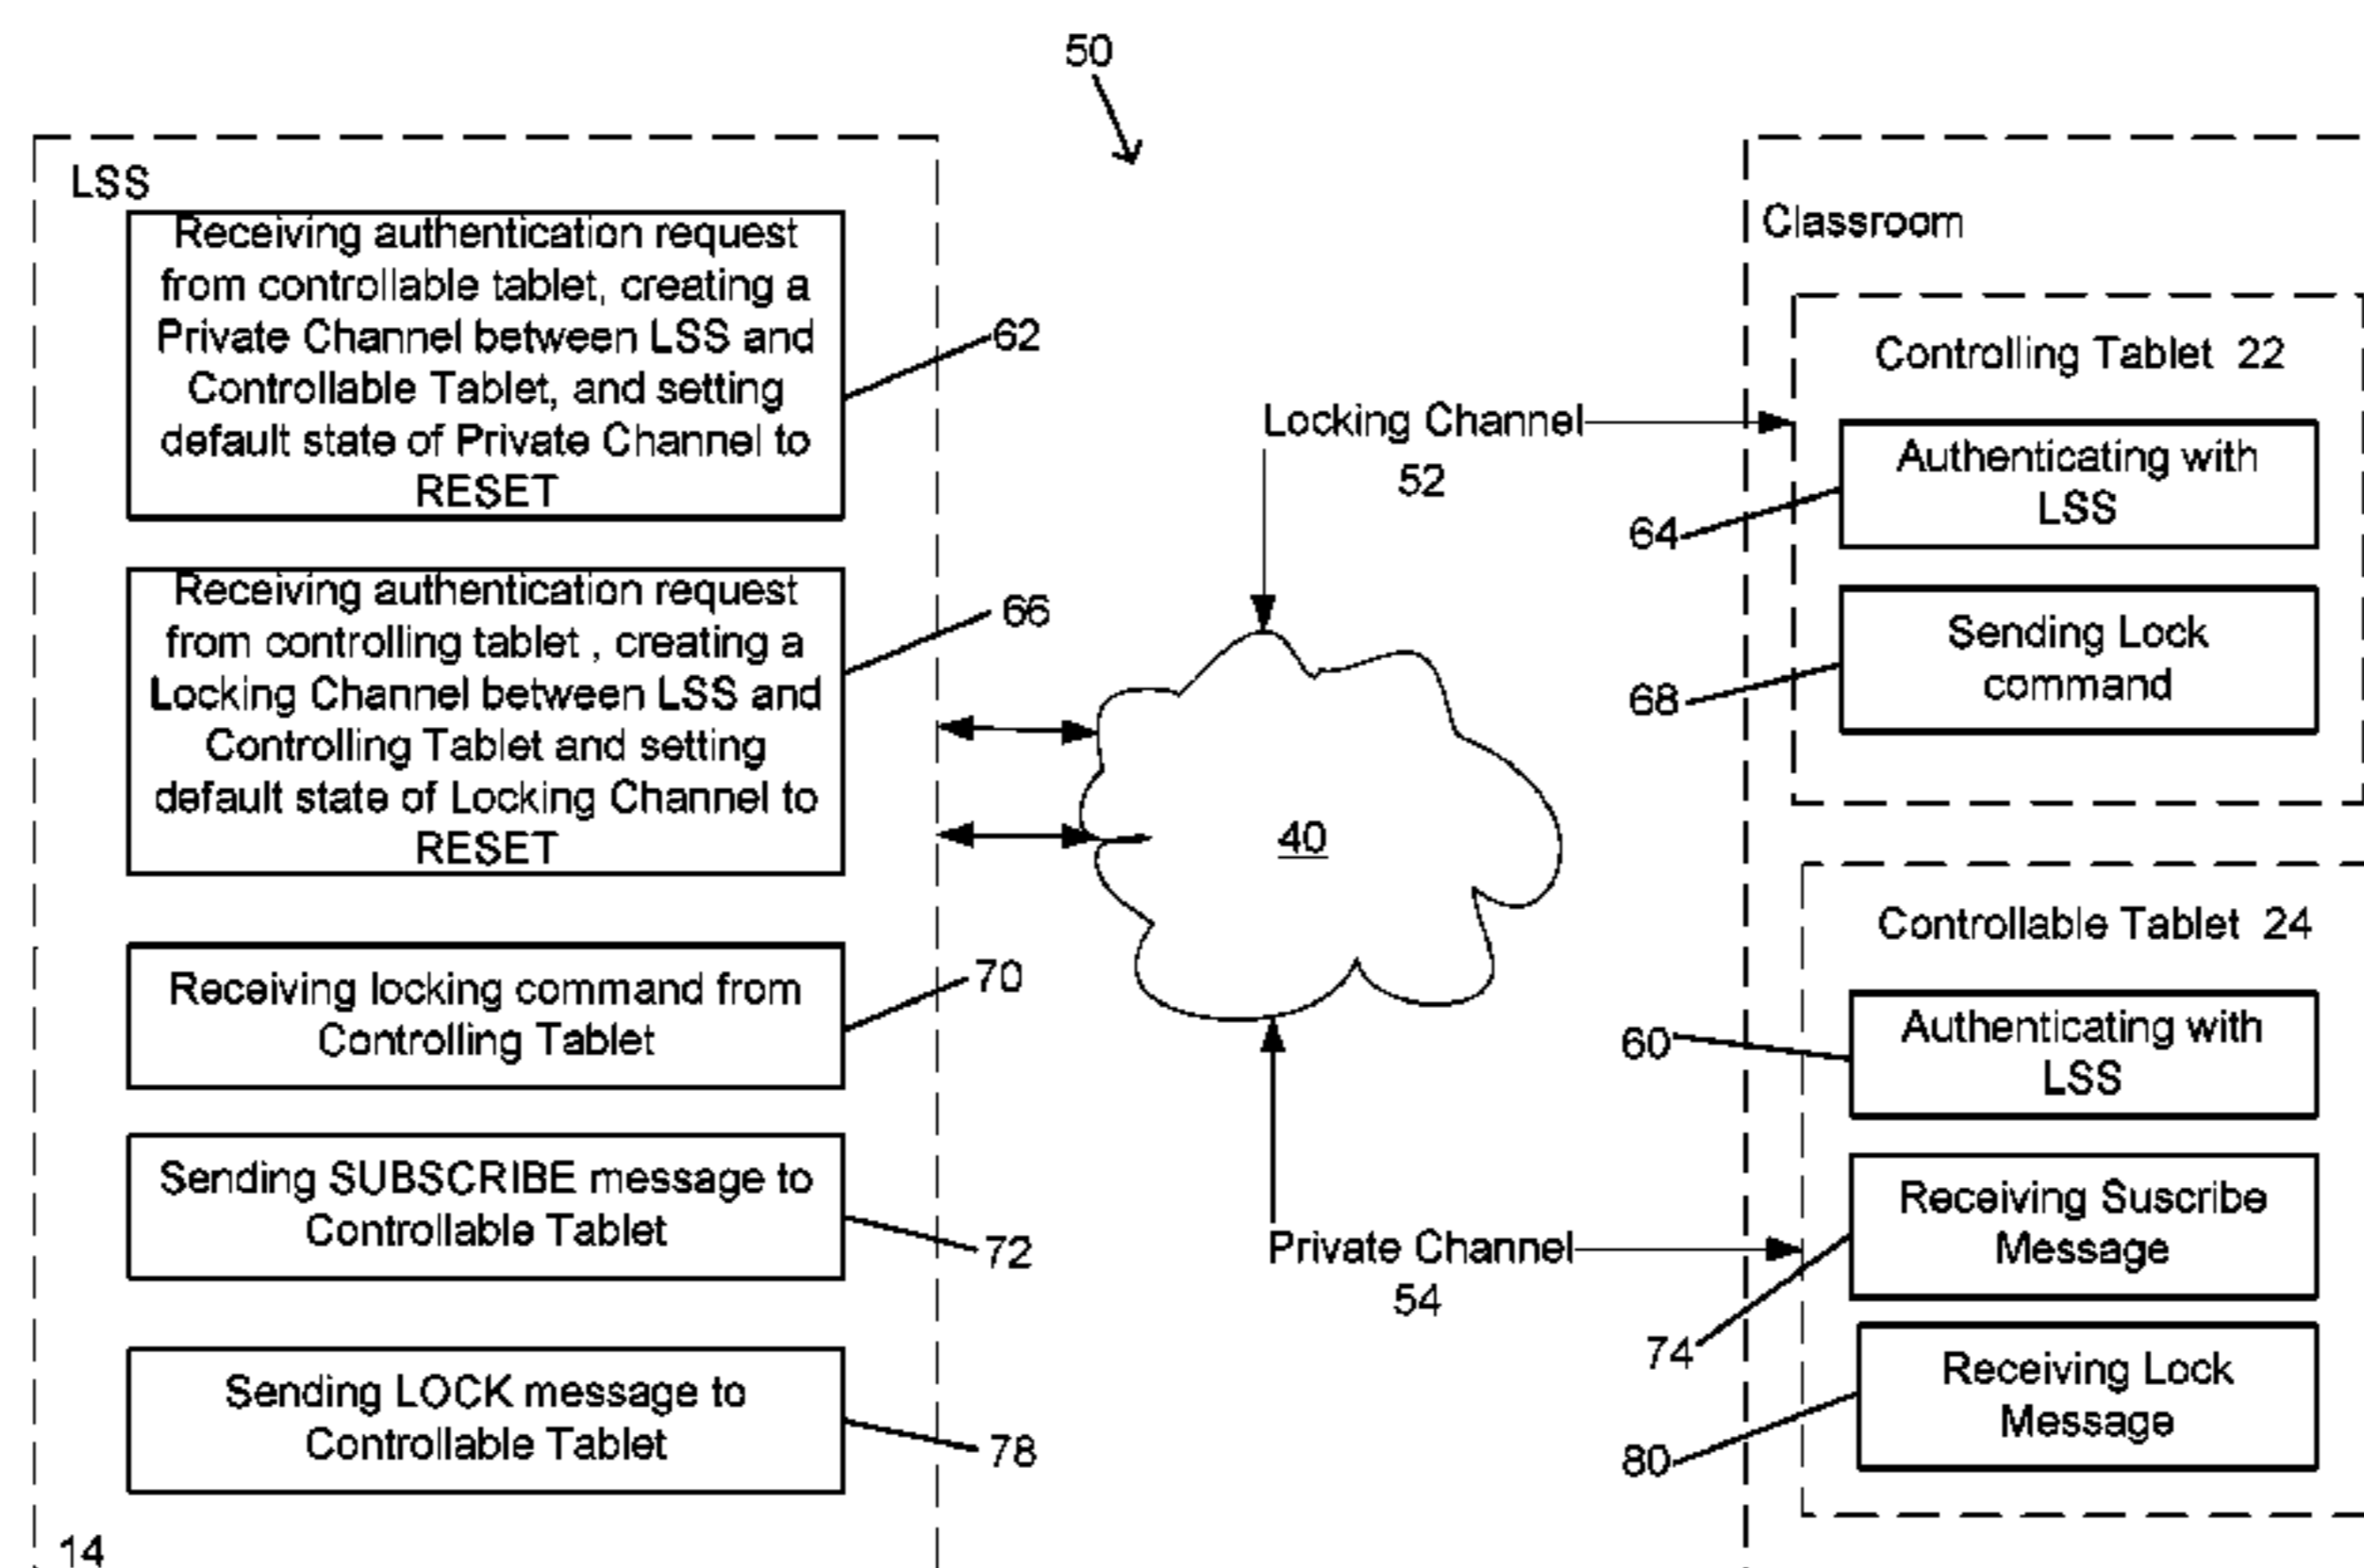 50
LSS
Receiving authentication request
from controllable tablet, creating a
Private Channel between LSS and
Controllable Tablet, and setting
default state of Private Channel to
RESET
62
Receiving authentication request
from controlling tablet , creating a
Locking Channel between LSS and
Controlling Tablet and setting
default state of Locking Channel to
RESET
66
Receiving locking command from
Controlling Tablet
70
Sending SUBSCRIBE message to
Controllable Tablet
72
Sending LOCK message to
Controllable Tablet
78
14
Locking Channel
52
40
Private Channel
54
Classroom
Controlling Tablet 22
Authenticating with
LSS
64
Sending Lock
command
68
Controllable Tablet 24
Authenticating with
LSS
60
Receiving Suscribe
Message
74
Receiving Lock
Message
80